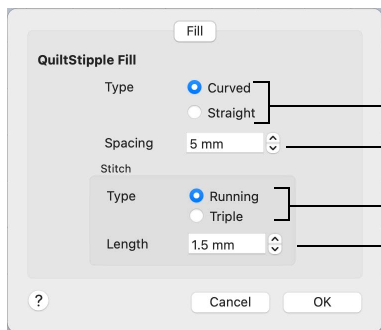 Fill
QuiltStipple Fill
Type Curved
Straight
Spacing 5 mm
Stitch
Type Running
Triple
Length 1.5 mm
? Cancel OK